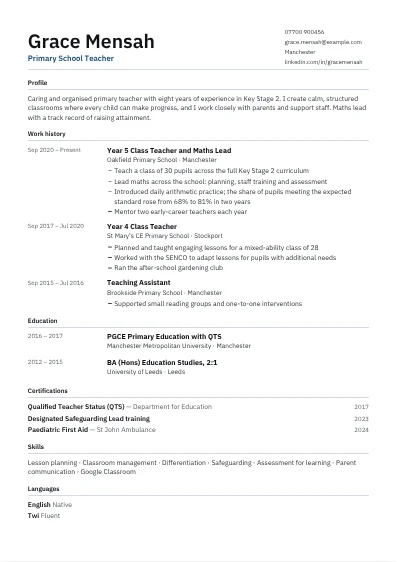 Grace Mensah
Primary School Teacher
07700 900456
grace.mensah@example.com
Manchester
linkedin.com/in/gracemensah
Profile
Caring and organised primary teacher with eight years of experience in Key Stage 2. I create calm, structured
classrooms where every child can make progress, and I work closely with parents and support staff. Maths lead
with a track record of raising attainment.
Work history
Sep 2020 – Present
Year 5 Class Teacher and Maths Lead
Oakfield Primary School · Manchester
– Teach a class of 30 pupils across the full Key Stage 2 curriculum
– Lead maths across the school: planning, staff training and assessment
– Introduced daily arithmetic practice; the share of pupils meeting the expected
standard rose from 68% to 81% in two years
– Mentor two early-career teachers each year
Sep 2017 – Jul 2020
Year 4 Class Teacher
St Mary's CE Primary School · Stockport
– Planned and taught engaging lessons for a mixed-ability class of 28
– Worked with the SENCO to adapt lessons for pupils with additional needs
– Ran the after-school gardening club
Sep 2015 – Jul 2016
Teaching Assistant
Brookside Primary School · Manchester
– Supported small reading groups and one-to-one interventions
Education
2016 – 2017
PGCE Primary Education with QTS
Manchester Metropolitan University · Manchester
2012 – 2015
BA (Hons) Education Studies, 2:1
University of Leeds · Leeds
Certifications
Qualified Teacher Status (QTS) — Department for Education 2017
Designated Safeguarding Lead training 2023
Paediatric First Aid — St John Ambulance 2024
Skills
Lesson planning · Classroom management · Differentiation · Safeguarding · Assessment for learning · Parent
communication · Google Classroom
Languages
English Native
Twi Fluent